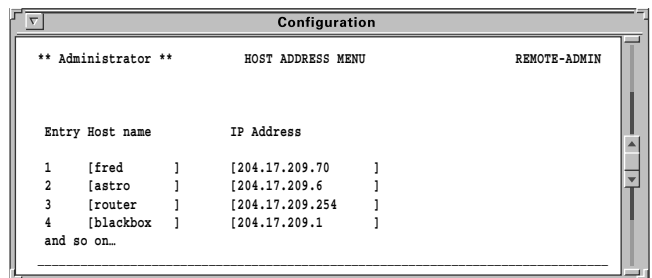 Configuration
** Administrator ** HOST ADDRESS MENU REMOTE-ADMIN
Entry Host name IP Address
1 [fred ] [204.17.209.70 ]
2 [astro ] [204.17.209.6 ]
3 [router ] [204.17.209.254 ]
4 [blackbox ] [204.17.209.1 ]
and so on…